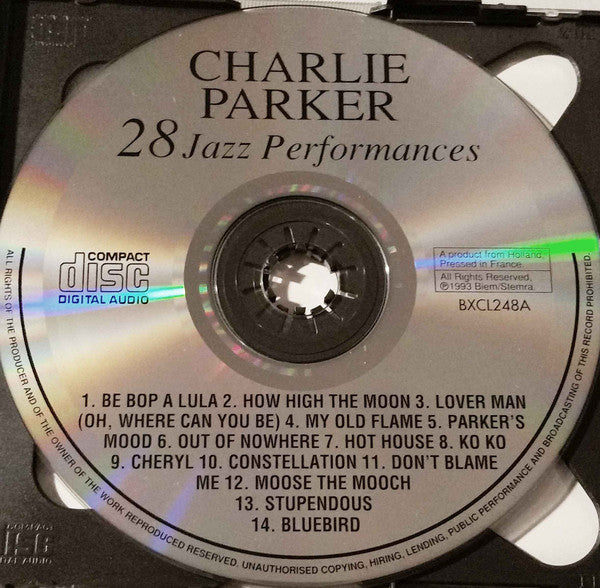 CHARLIE
PARKER
28 Jazz Performances
COMPACT
disc
DIGITAL AUDIO
A product from Holland.
Pressed in France.
All Rights Reserved.
℗1993 Biem/Stemra.
BXCL248A
1. BE BOP A LULA 2. HOW HIGH THE MOON 3. LOVER MAN
(OH, WHERE CAN YOU BE) 4. MY OLD FLAME 5. PARKER'S
MOOD 6. OUT OF NOWHERE 7. HOT HOUSE 8. KO KO
9. CHERYL 10. CONSTELLATION 11. DON'T BLAME
ME 12. MOOSE THE MOOCH
13. STUPENDOUS
14. BLUEBIRD
ALL RIGHTS OF THE PRODUCER AND OF THE OWNER OF THE WORK REPRODUCED RESERVED. UNAUTHORISED COPYING, HIRING, LENDING, PUBLIC PERFORMANCE AND BROADCASTING OF THIS RECORD PROHIBITED.